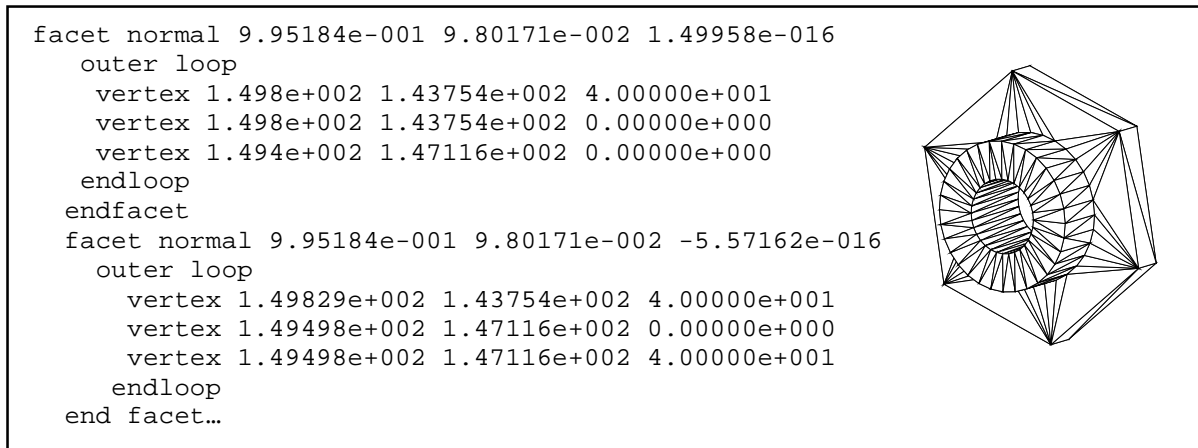 facet normal 9.95184e-001 9.80171e-002 1.49958e-016
outer loop
vertex 1.498e+002 1.43754e+002 4.00000e+001
vertex 1.498e+002 1.43754e+002 0.00000e+000
vertex 1.494e+002 1.47116e+002 0.00000e+000
endloop
endfacet
facet normal 9.95184e-001 9.80171e-002 -5.57162e-016
outer loop
vertex 1.49829e+002 1.43754e+002 4.00000e+001
vertex 1.49498e+002 1.47116e+002 0.00000e+000
vertex 1.49498e+002 1.47116e+002 4.00000e+001
endloop
end facet…